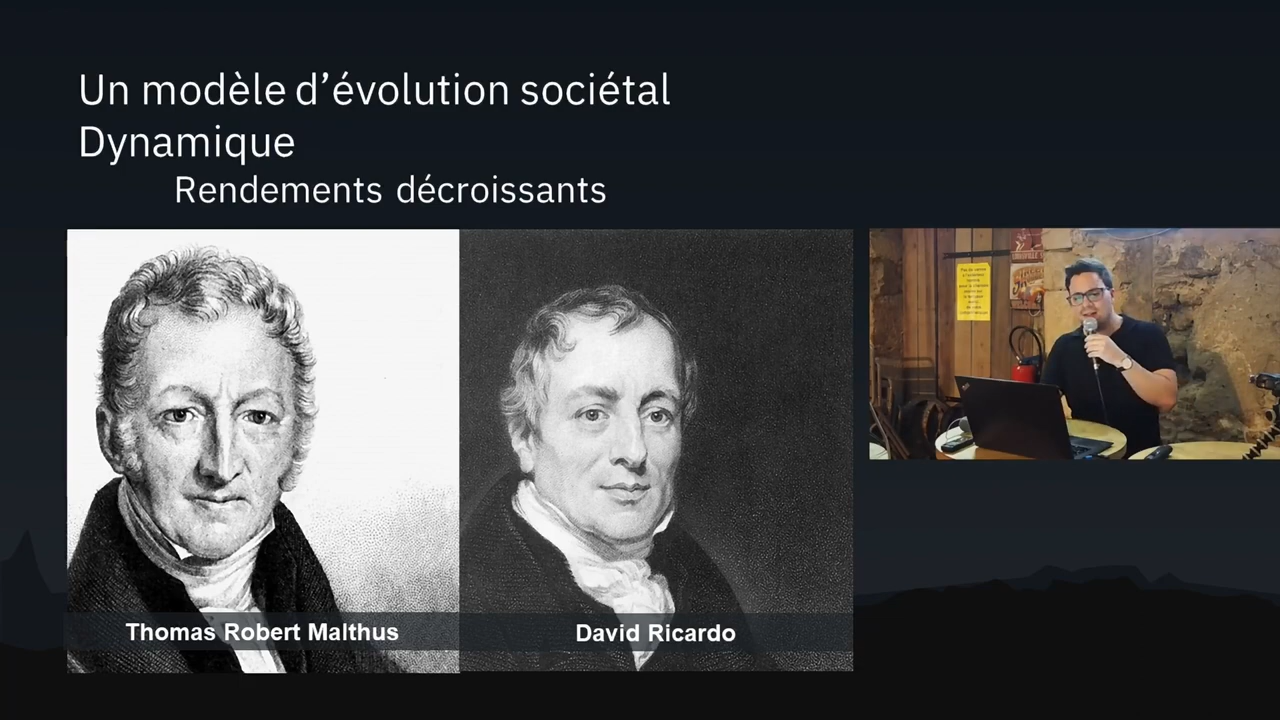 Un modèle d’évolution sociétal
Dynamique
Rendements décroissants
Thomas Robert Malthus
David Ricardo